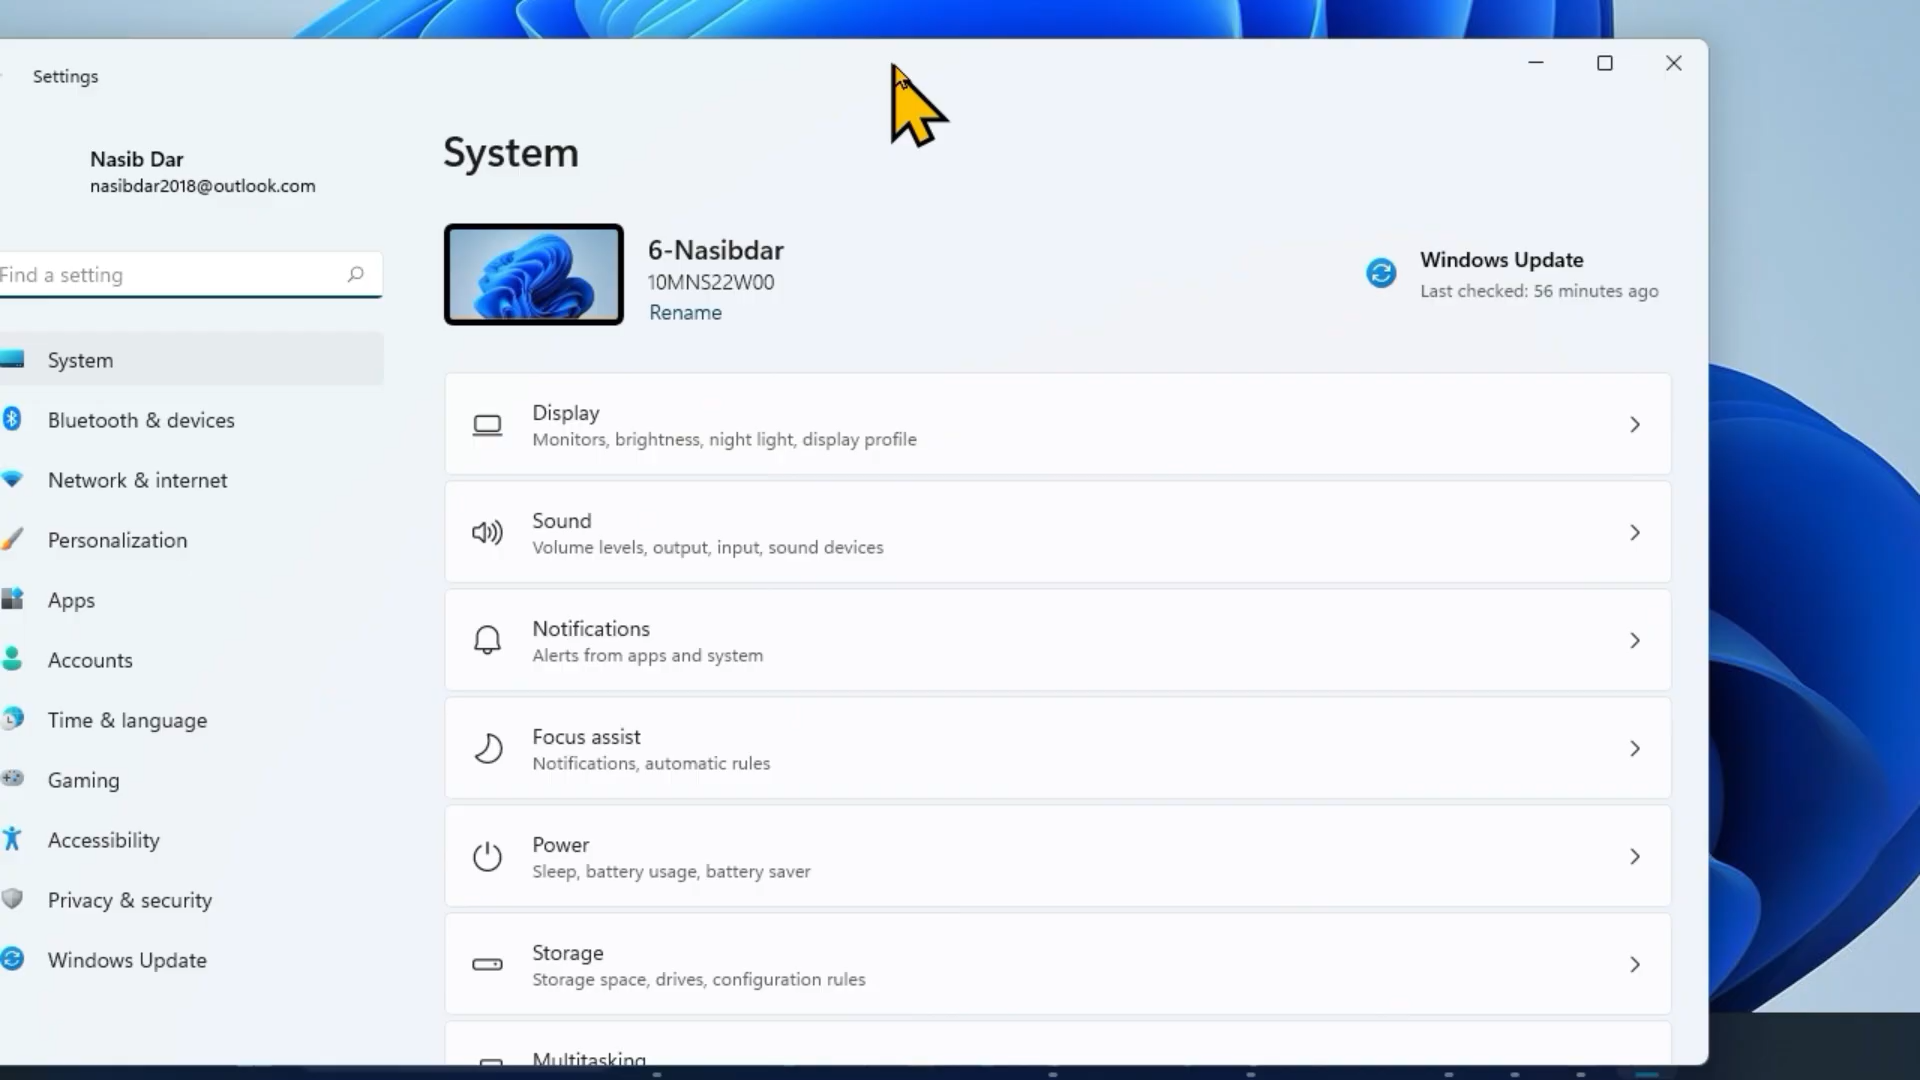 Settings
Nasib Dar
nasibdar2018@outlook.com
Find a setting
System
Bluetooth & devices
Network & internet
Personalization
Apps
Accounts
Time & language
Gaming
Accessibility
Privacy & security
Windows Update
System
6-Nasibdar
10MNS22W00
Rename
Windows Update
Last checked: 56 minutes ago
Display
Monitors, brightness, night light, display profile
Sound
Volume levels, output, input, sound devices
Notifications
Alerts from apps and system
Focus assist
Notifications, automatic rules
Power
Sleep, battery usage, battery saver
Storage
Storage space, drives, configuration rules
Multitasking